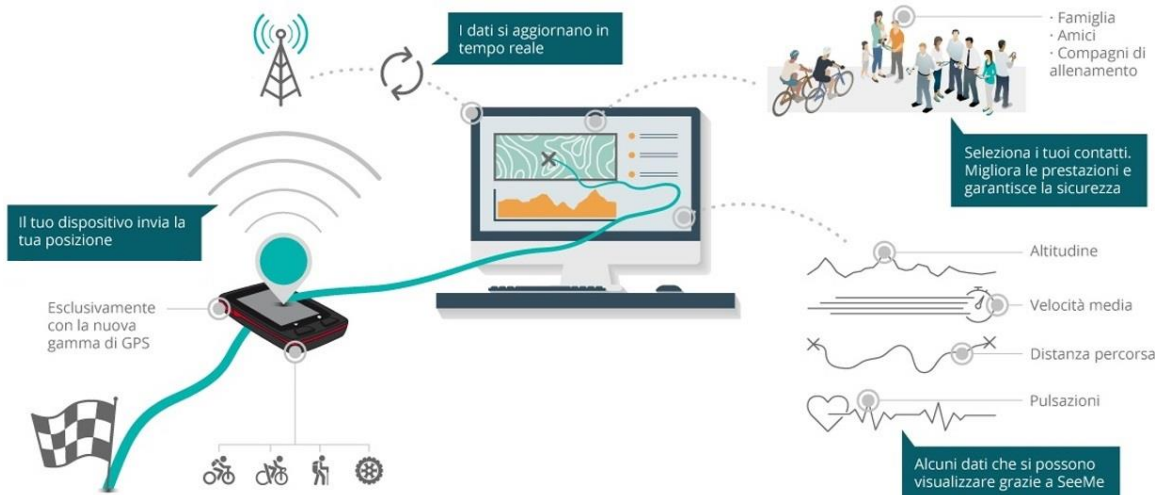 I dati si aggiornano in
tempo reale
· Famiglia
· Amici
· Compagni di
allenamento
Seleziona i tuoi contatti.
Migliora le prestazioni e
garantisce la sicurezza
Il tuo dispositivo invia la
tua posizione
Esclusivamente
con la nuova
gamma di GPS
Altitudine
Velocità media
Distanza percorsa
Pulsazioni
Alcuni dati che si possono
visualizzare grazie a SeeMe